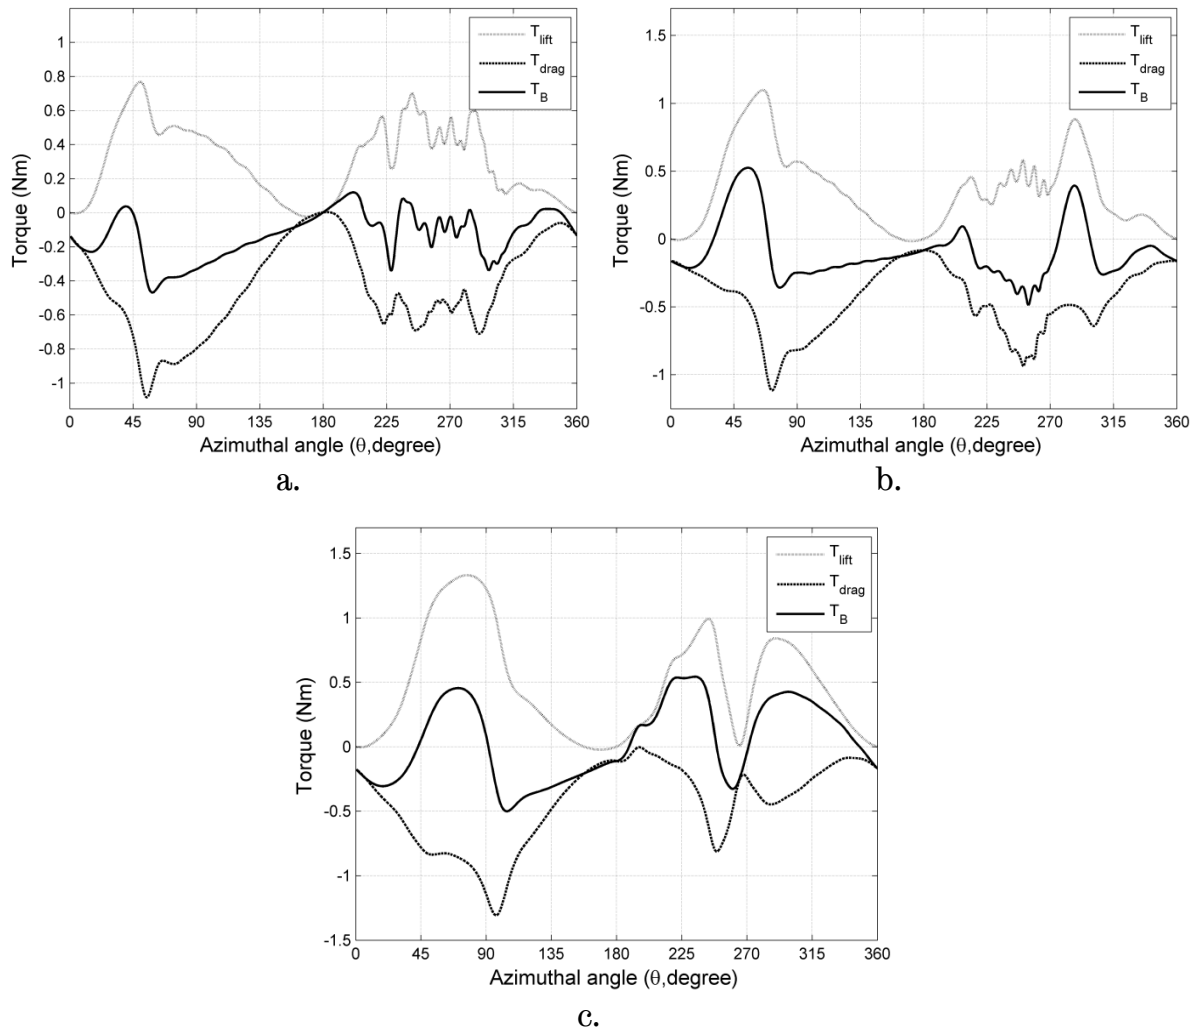 T_lift
T_drag
T_B
1
0.8
0.6
0.4
0.2
0
-0.2
-0.4
-0.6
-0.8
-1
Torque (Nm)
0 45 90 135 180 225 270 315 360
Azimuthal angle (θ,degree)
a.
T_lift
T_drag
T_B
1.5
1
0.5
0
-0.5
-1
Torque (Nm)
0 45 90 135 180 225 270 315 360
Azimuthal angle (θ,degree)
b.
T_lift
T_drag
T_B
1.5
1
0.5
0
-0.5
-1
-1.5
Torque (Nm)
0 45 90 135 180 225 270 315 360
Azimuthal angle (θ,degree)
c.